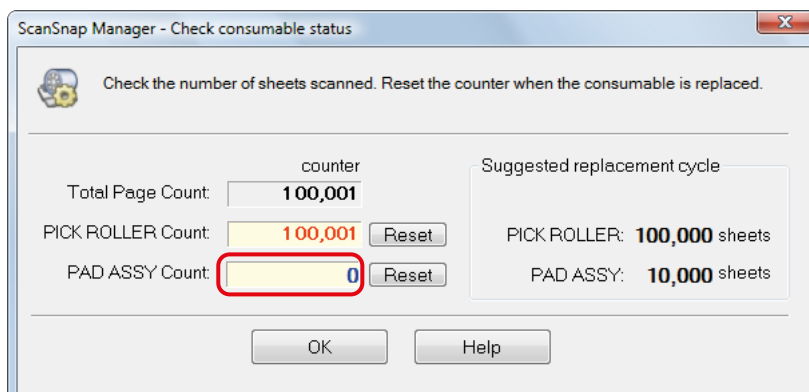 ScanSnap Manager - Check consumable status
Check the number of sheets scanned. Reset the counter when the consumable is replaced.
counter
Total Page Count: 100,001
PICK ROLLER Count: 100,001 Reset
PAD ASSY Count: 0 Reset
Suggested replacement cycle
PICK ROLLER: 100,000 sheets
PAD ASSY: 10,000 sheets
OK Help